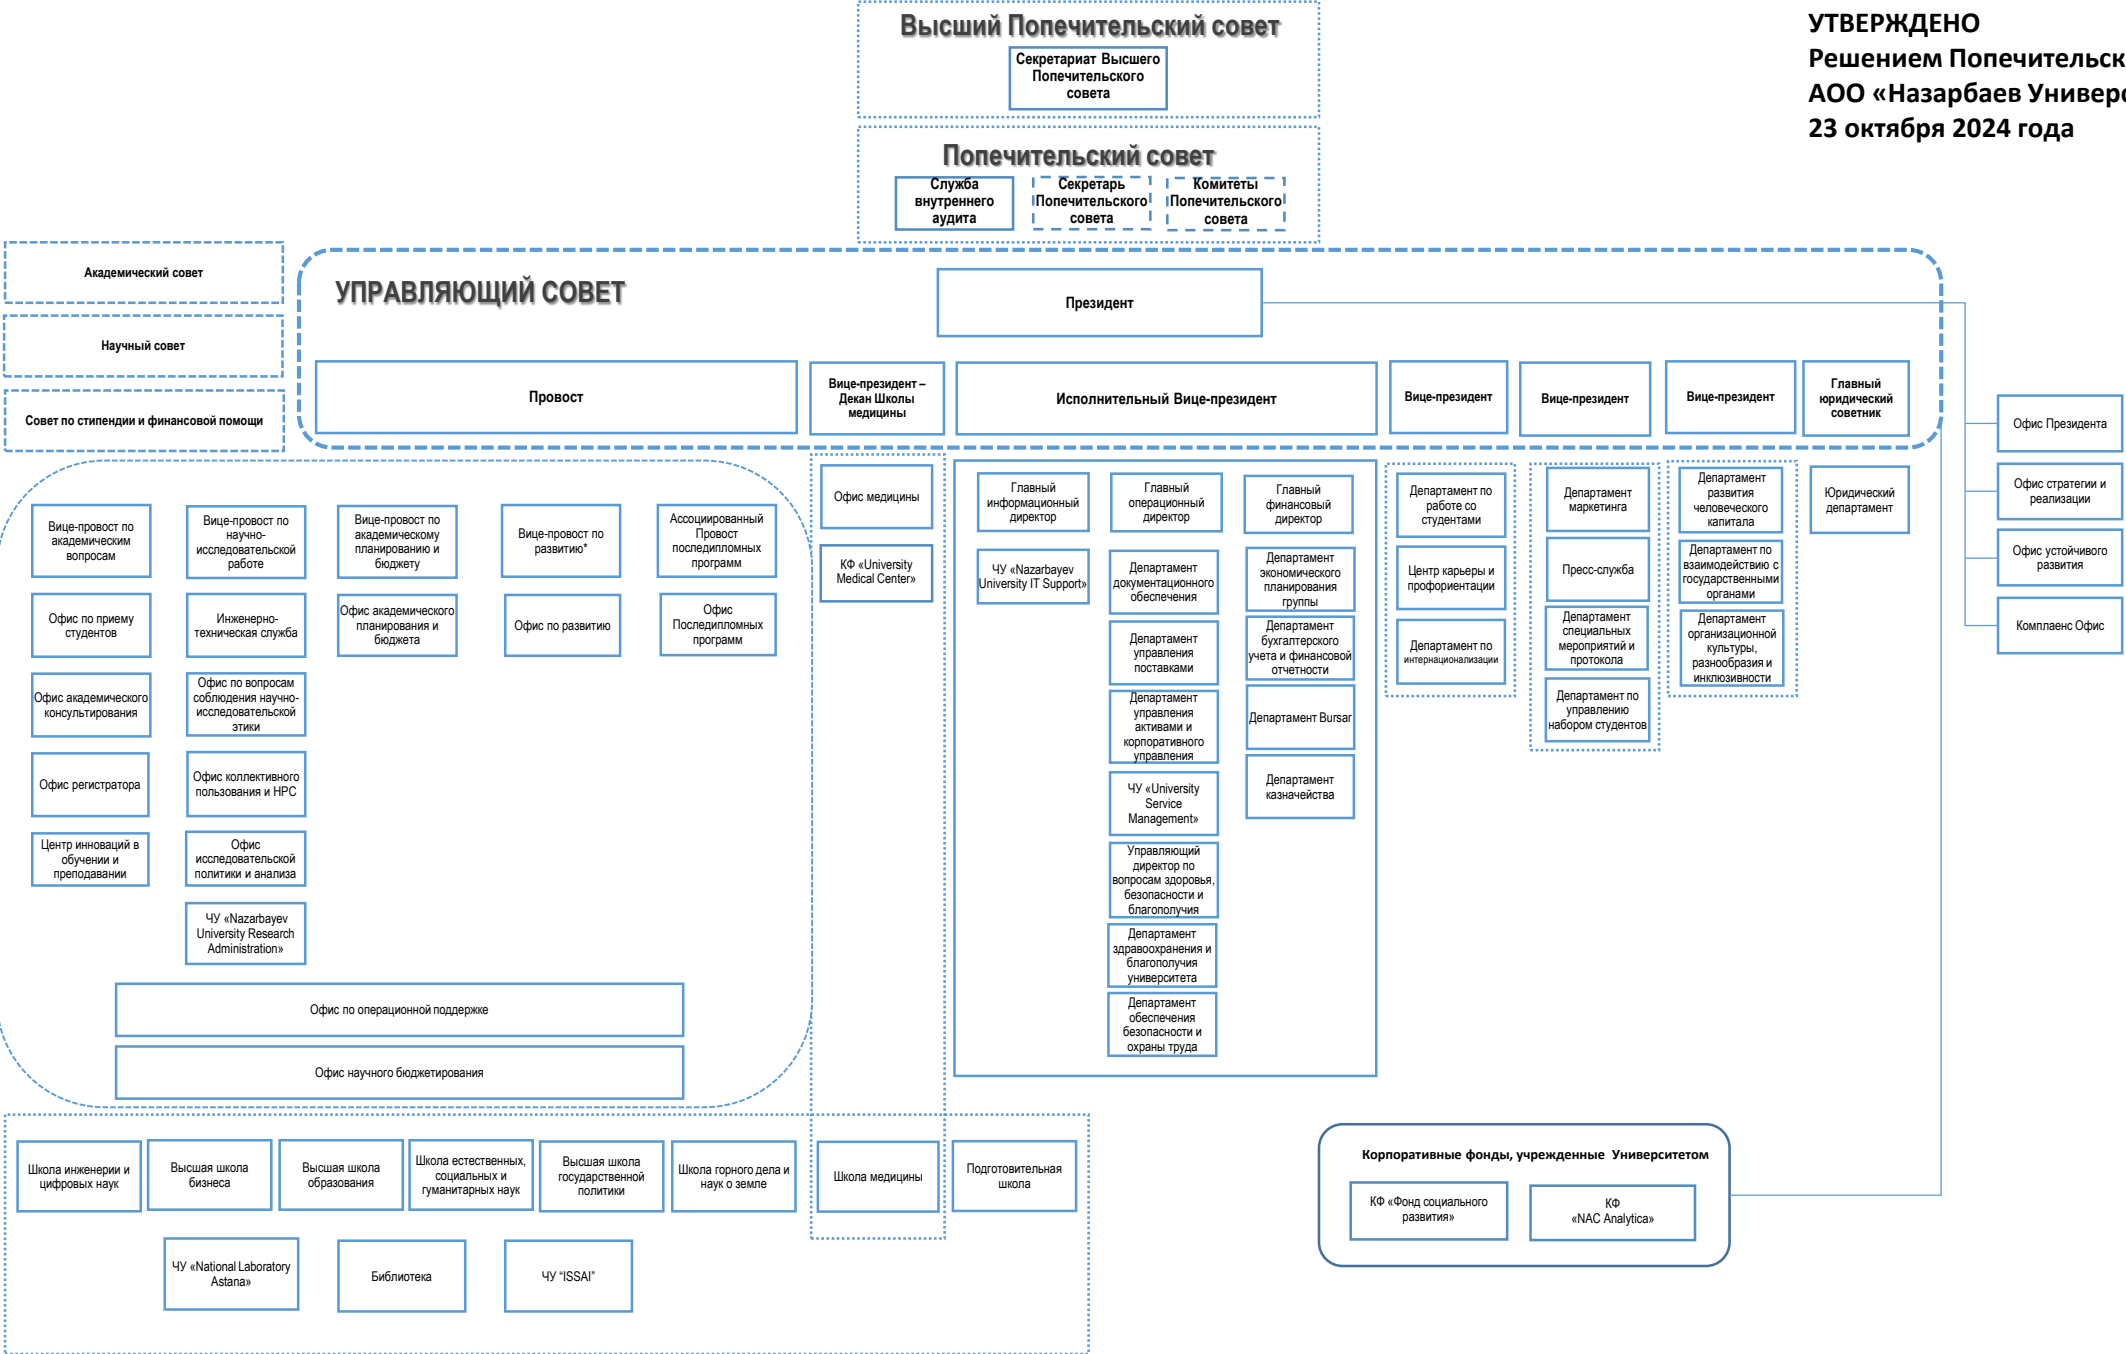 Высший Попечительский совет
Секретариат Высшего
Попечительского
совета
УТВЕРЖДЕНО
Решением Попечительск
АОО «Назарбаев Универс
23 октября 2024 года
Попечительский совет
Служба
внутреннего
аудита
Секретарь
Попечительского
совета
Комитеты
Попечительского
совета
Академический совет
Научный совет
Совет по стипендии и финансовой помощи
УПРАВЛЯЮЩИЙ СОВЕТ
Президент
Провост
Вице-президент –
Декан Школы
медицины
Исполнительный Вице-президент
Вице-президент
Вице-президент
Вице-президент
Главный
юридический
советник
Офис Президента
Офис стратегии и
реализации
Офис устойчивого
развития
Комплаенс Офис
Вице-провост по
академическим
вопросам
Офис по приему
студентов
Офис академического
консультирования
Офис регистратора
Центр инноваций в
обучении и
преподавании
Вице-провост по
научно-
исследовательской
работе
Инженерно-
техническая служба
Офис по вопросам
соблюдения научно-
исследовательской
этики
Офис коллективного
пользования и HPC
Офис
исследовательской
политики и анализа
ЧУ «Nazarbayev
University Research
Administration»
Вице-провост по
академическому
планированию и
бюджету
Офис академического
планирования и
бюджета
Вице-провост по
развитию*
Офис по развитию
Ассоциированный
Провост
последипломных
программ
Офис
Последипломных
программ
Офис по операционной поддержке
Офис научного бюджетирования
Офис медицины
КФ «University
Medical Center»
Главный
информационный
директор
ЧУ «Nazarbayev
University IT Support»
Главный
операционный
директор
Департамент
документационного
обеспечения
Департамент
управления
поставками
Департамент
управления
активами и
корпоративного
управления
ЧУ «University
Service
Management»
Управляющий
директор по
вопросам здоровья,
безопасности и
благополучия
Департамент
здравоохранения и
благополучия
университета
Департамент
обеспечения
безопасности и
охраны труда
Главный
финансовый
директор
Департамент
экономического
планирования
группы
Департамент
бухгалтерского
учета и финансовой
отчетности
Департамент Bursar
Департамент
казначейства
Департамент по
работе со
студентами
Центр карьеры и
профориентации
Департамент по
интернационализации
Департамент
маркетинга
Пресс-служба
Департамент
специальных
мероприятий и
протокола
Департамент по
управлению
набором студентов
Департамент
развития
человеческого
капитала
Департамент по
взаимодействию с
государственными
органами
Департамент
организационной
культуры,
разнообразия и
инклюзивности
Юридический
департамент
Школа инженерии и
цифровых наук
Высшая школа
бизнеса
Высшая школа
образования
Школа естественных,
социальных и
гуманитарных наук
Высшая школа
государственной
политики
Школа горного дела и
наук о земле
Школа медицины
Подготовительная
школа
ЧУ «National Laboratory
Astana»
Библиотека
ЧУ “ISSAI”
Корпоративные фонды, учрежденные Университетом
КФ «Фонд социального
развития»
КФ
«NAC Analytica»